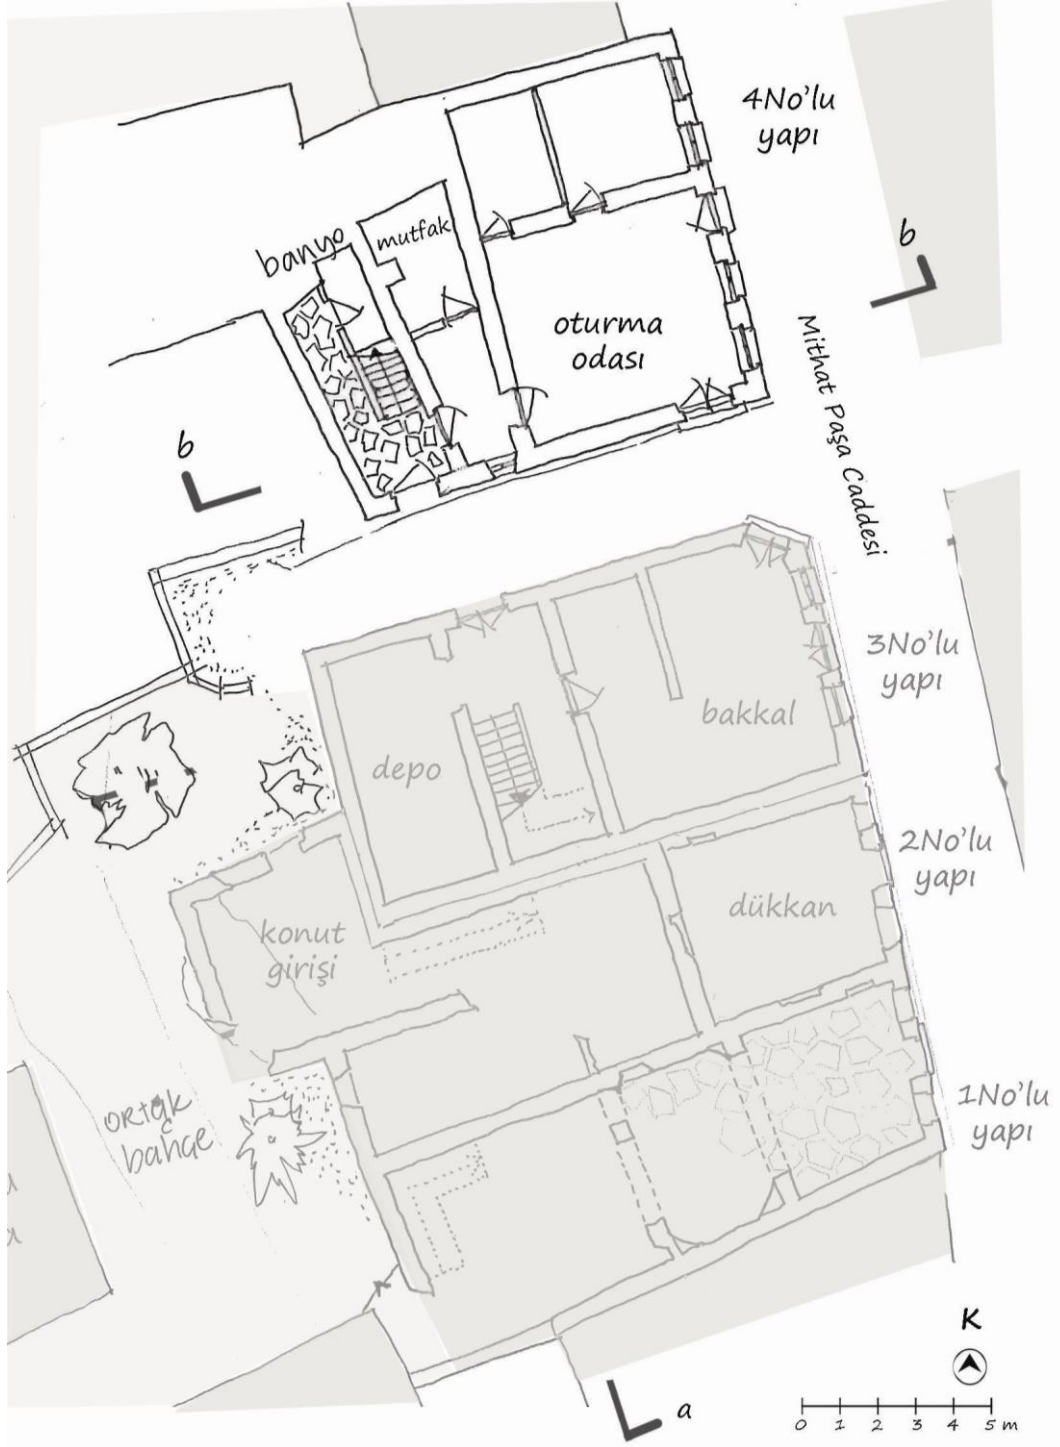 4No'lu
yapı
banyo
mutfak
b
oturma
odası
Mithat Paşa Caddesi
b
3No'lu
yapı
bakkal
depo
2No'lu
yapı
dükkan
konut
girişi
ortak
bahçe
1No'lu
yapı
K
a
0 1 2 3 4 5 m